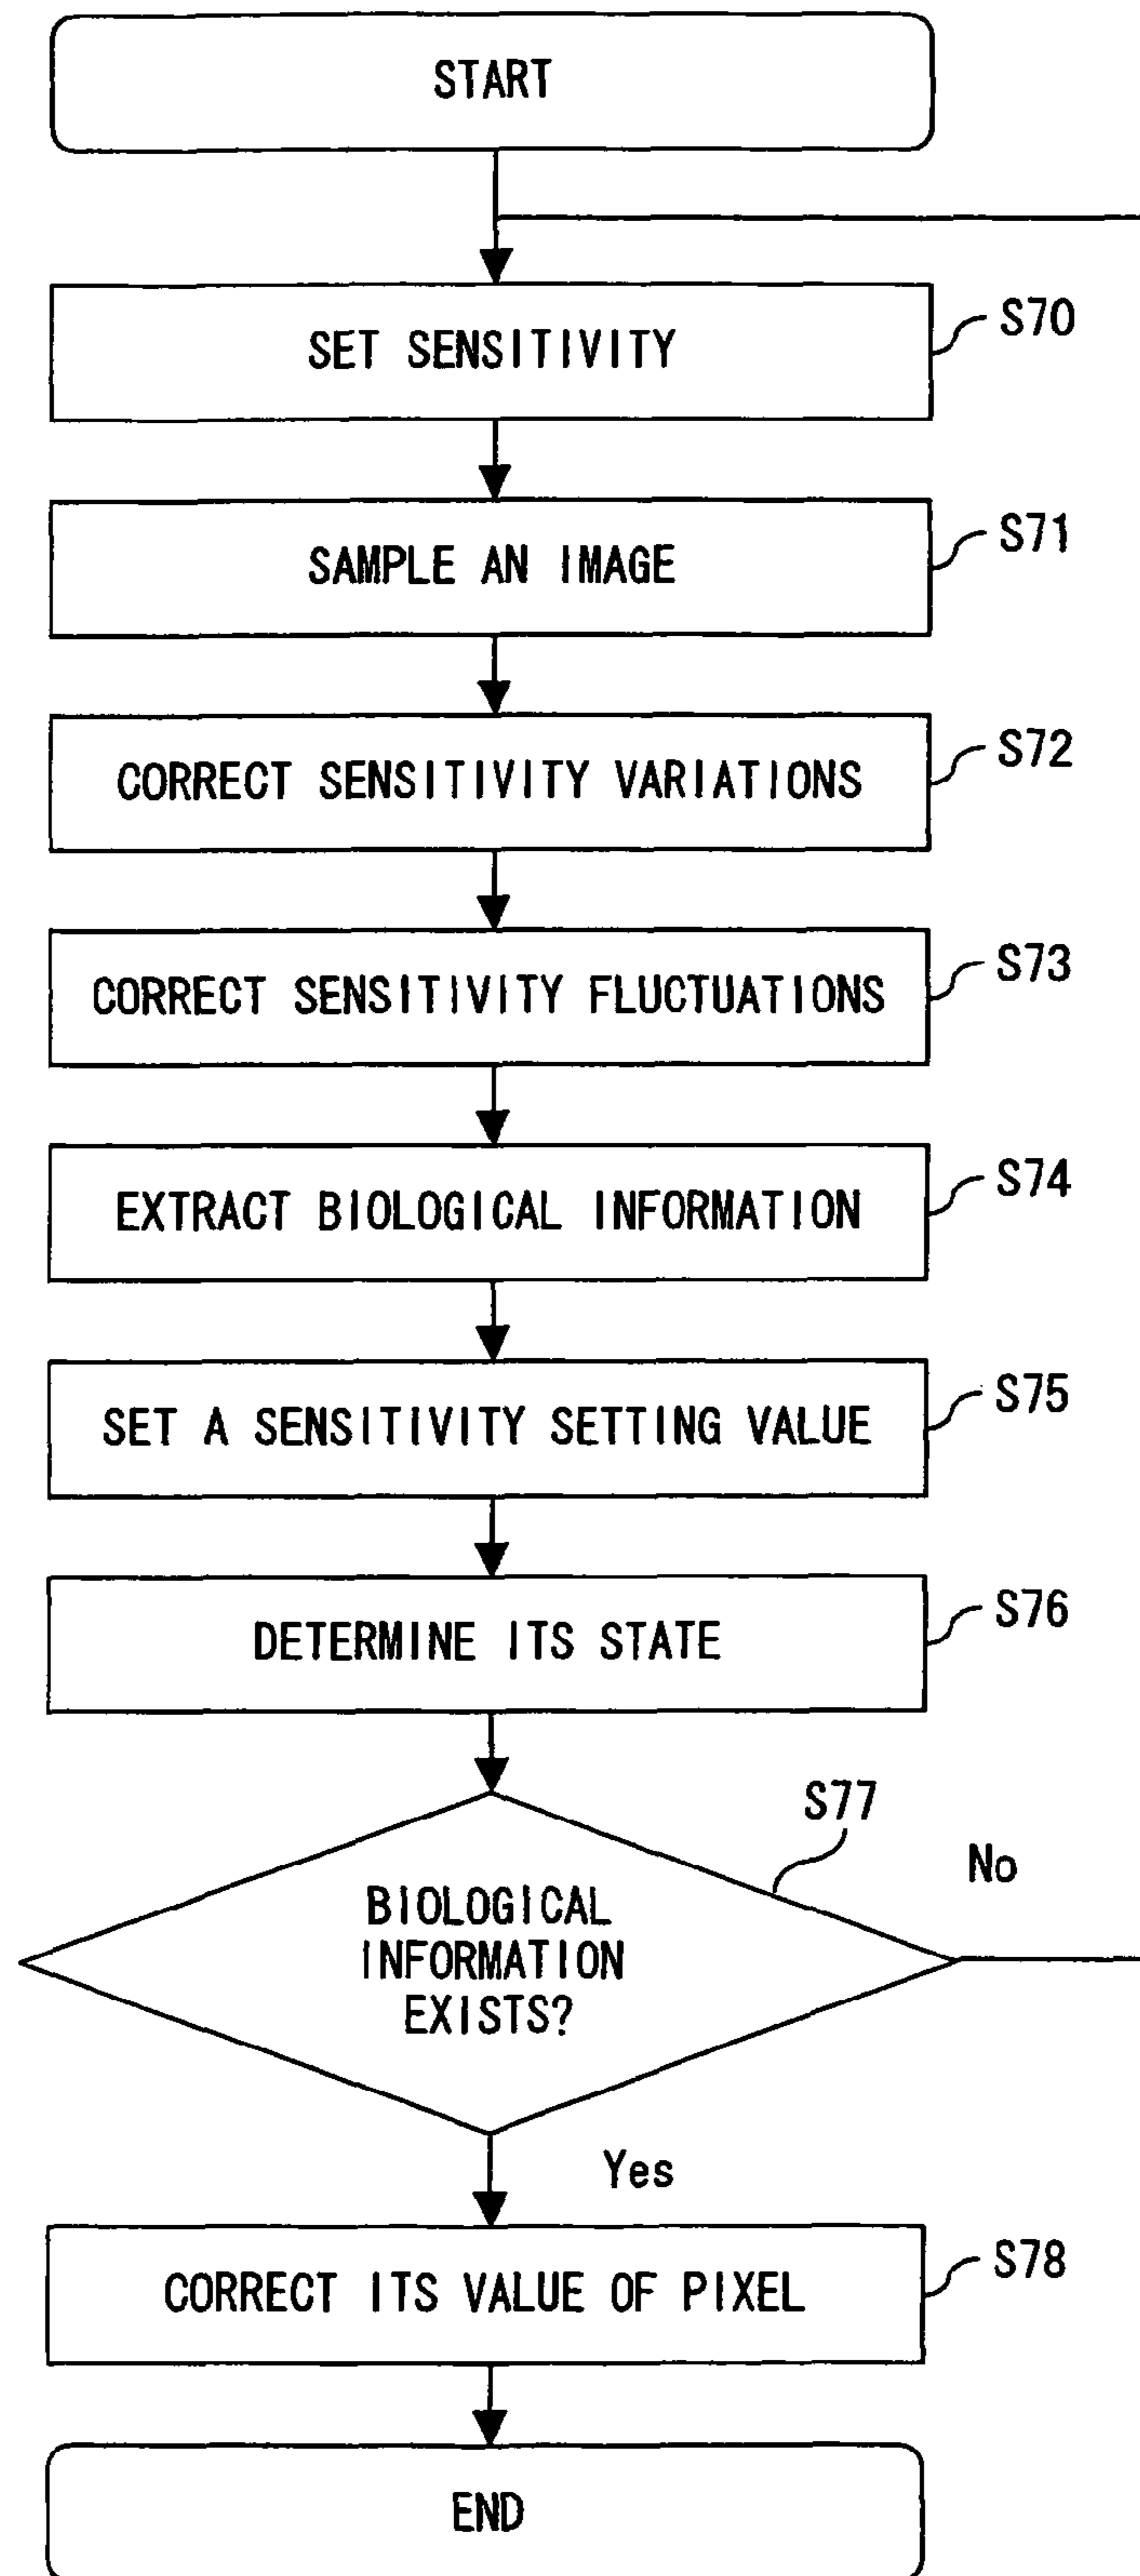 START
SET SENSITIVITY
S70
SAMPLE AN IMAGE
S71
CORRECT SENSITIVITY VARIATIONS
S72
CORRECT SENSITIVITY FLUCTUATIONS
S73
EXTRACT BIOLOGICAL INFORMATION
S74
SET A SENSITIVITY SETTING VALUE
S75
DETERMINE ITS STATE
S76
S77
No
BIOLOGICAL
INFORMATION
EXISTS?
Yes
CORRECT ITS VALUE OF PIXEL
S78
END